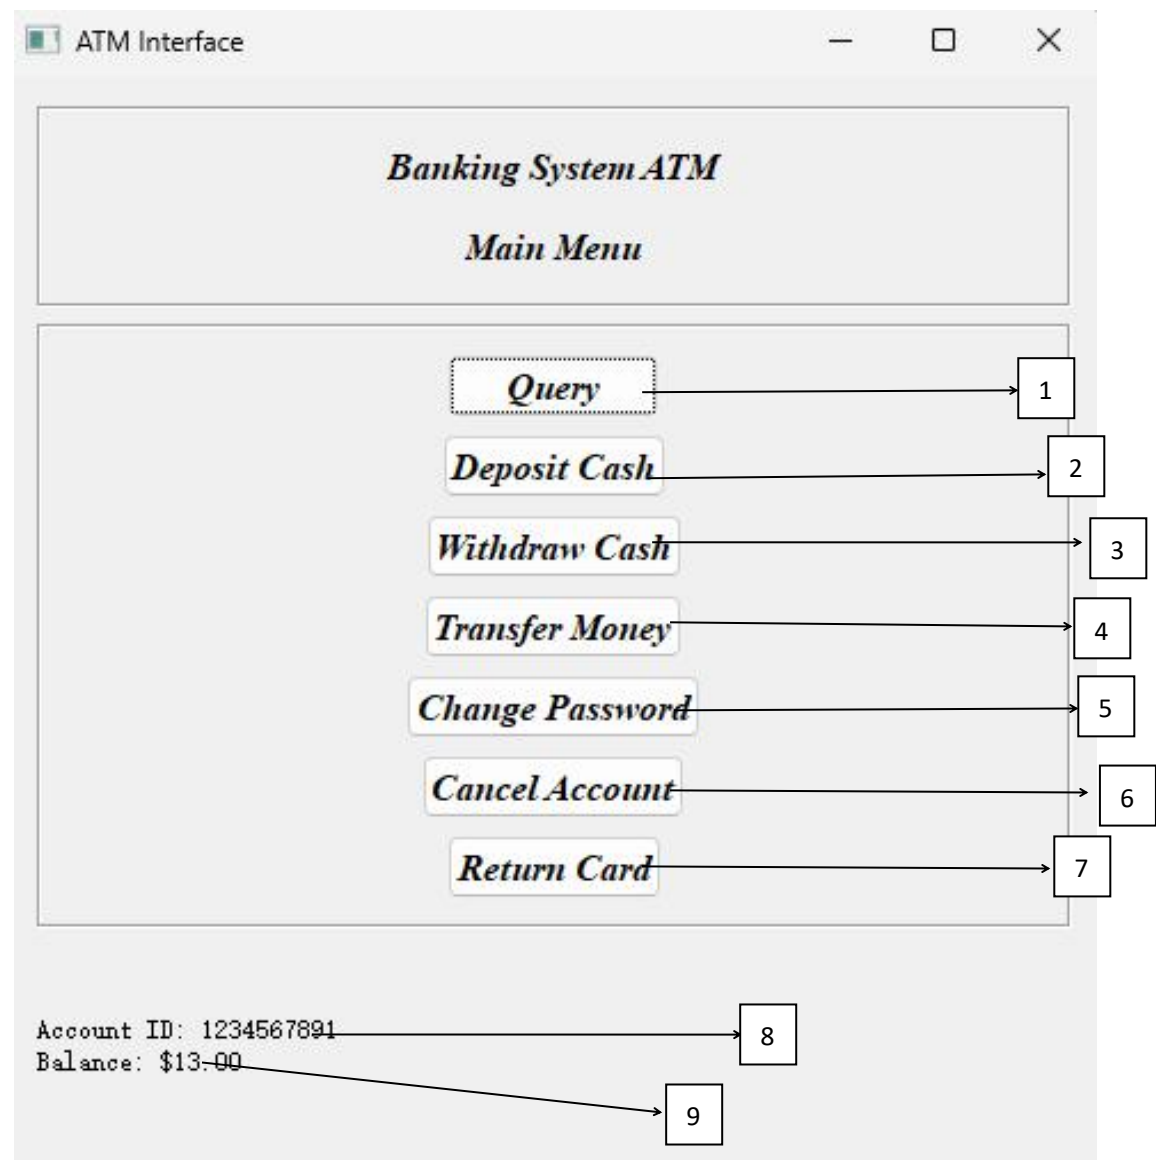 ATM Interface
Banking System ATM
Main Menu
Query
1
Deposit Cash
2
Withdraw Cash
3
Transfer Money
4
Change Password
5
Cancel Account
6
Return Card
7
Account ID: 1234567891
8
Balance: $13.00
9